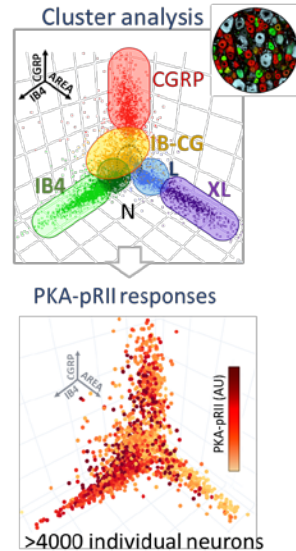 Cluster analysis
CGRP
AREA
IB4
CGRP
IB-CG
IB4
L
XL
N
PKA-pRII responses
CGRP
AREA
IB4
PKA-pRII (AU)
>4000 individual neurons